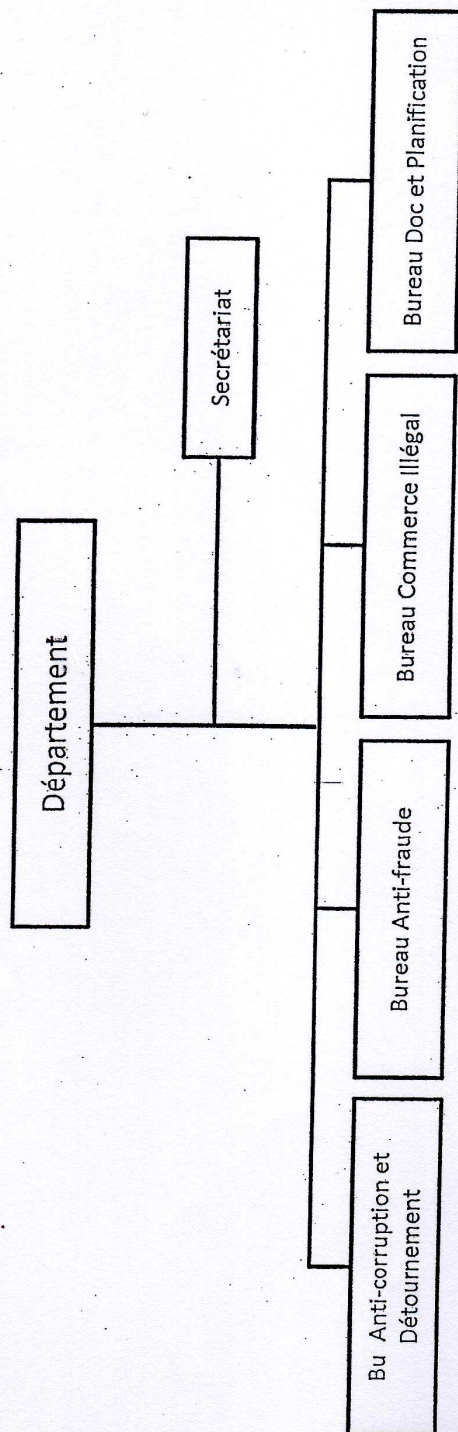 Département
Secrétariat
Bu Anti-corruption et
Détournement
Bureau Anti-fraude
Bureau Commerce Illégal
Bureau Doc et Planification